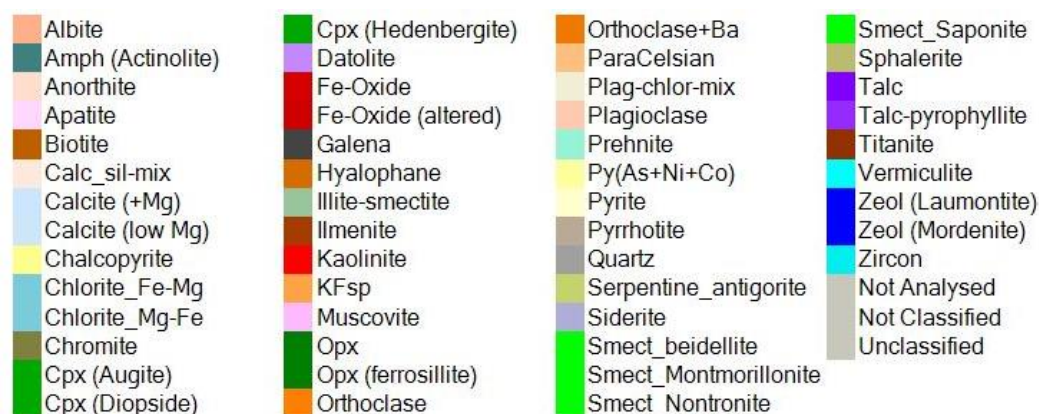 Albite
Amph (Actinolite)
Anorthite
Apatite
Biotite
Calc_sil-mix
Calcite (+Mg)
Calcite (low Mg)
Chalcopyrite
Chlorite_Fe-Mg
Chlorite_Mg-Fe
Chromite
Cpx (Augite)
Cpx (Diopside)
Cpx (Hedenbergite)
Datolite
Fe-Oxide
Fe-Oxide (altered)
Galena
Hyalophane
Illite-smectite
Ilmenite
Kaolinite
KFsp
Muscovite
Opx
Opx (ferrosillite)
Orthoclase
Orthoclase+Ba
ParaCelsian
Plag-chlor-mix
Plagioclase
Prehnite
Py(As+Ni+Co)
Pyrite
Pyrrhotite
Quartz
Serpentine_antigorite
Siderite
Smect_beidellite
Smect_Montmorillonite
Smect_Nontronite
Smect_Saponite
Sphalerite
Talc
Talc-pyrophyllite
Titanite
Vermiculite
Zeol (Laumontite)
Zeol (Mordenite)
Zircon
Not Analysed
Not Classified
Unclassified